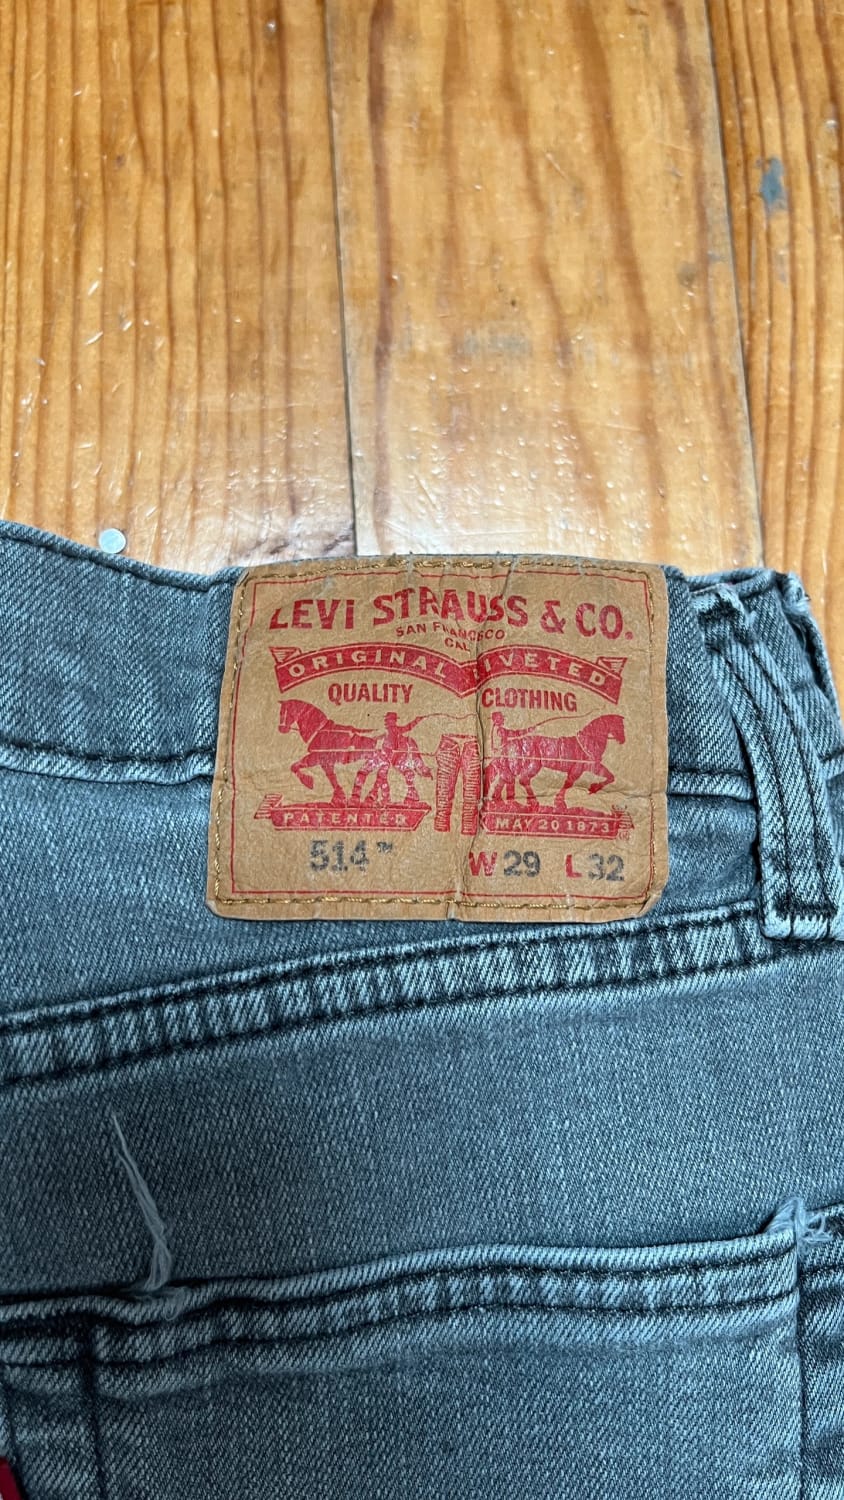 LEVI STRAUSS & CO.
SAN FRANCISCO
CAL
ORIGINAL RIVETED
QUALITY CLOTHING
PATENTED MAY 20 1873
514™ W 29 L 32